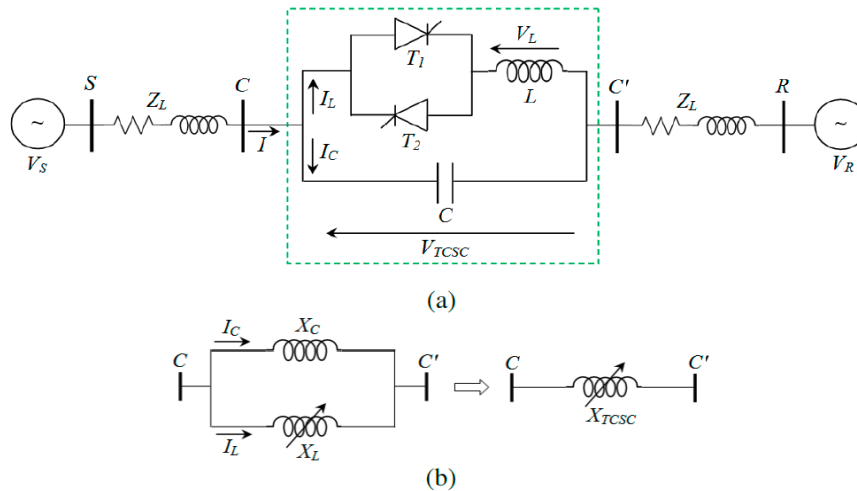 V_L
T_1
S Z_L C I_L L C' Z_L R
~ I I_C T_2 ~
V_S C V_R
V_TCSC
(a)
I_C X_C
C C' C C'
I_L X_L X_TCSC
(b)